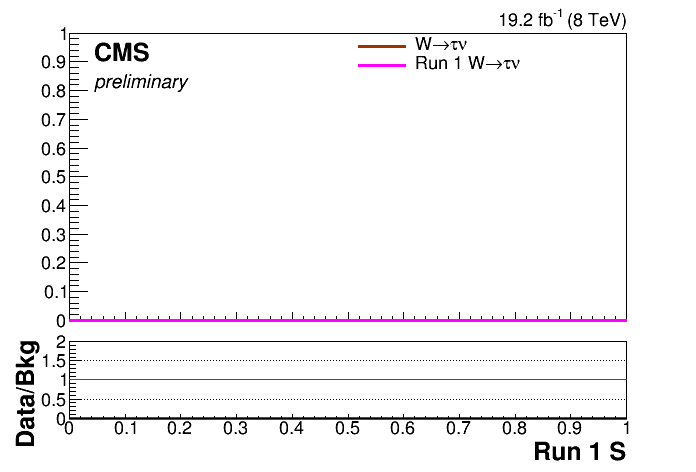 19.2 fb⁻¹ (8 TeV)
CMS
preliminary
W→τν
Run 1 W→τν
1
0.9
0.8
0.7
0.6
0.5
0.4
0.3
0.2
0.1
0
Data/Bkg
2
1.5
1
0.5
0
0 0.1 0.2 0.3 0.4 0.5 0.6 0.7 0.8 0.9 1
Run 1 S